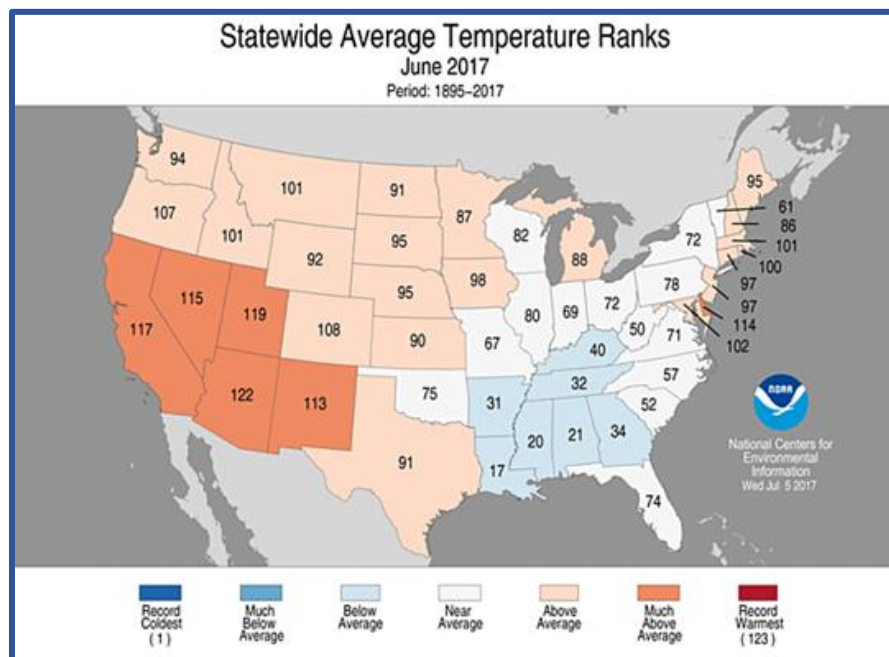 Statewide Average Temperature Ranks
June 2017
Period: 1895-2017
94
101
91
87
95
107
101
61
82
72
86
92
95
88
101
100
95
98
97
115
119
78
97
117
108
80
69
72
114
90
67
50
71
102
40
122
113
75
31
32
57
52
20
21
34
91
17
74
NOAA
National Centers for
Environmental
Information
Wed Jul 5 2017
Record
Coldest
(1)
Much
Below
Average
Below
Average
Near
Average
Above
Average
Much
Above
Average
Record
Warmest
(123)